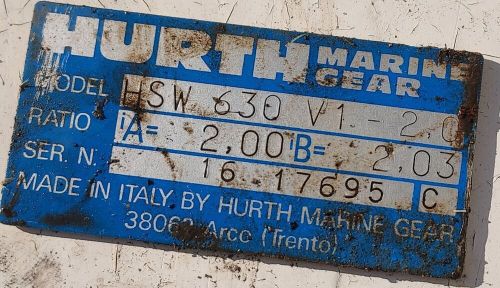 HURTH MARINE GEAR
MODEL HSW 630 V1 - 2,0
RATIO A= 2,00 B= 2,03
SER. N. 16 17695 C
MADE IN ITALY BY HURTH MARINE GEAR
38062 Arco (Trento)